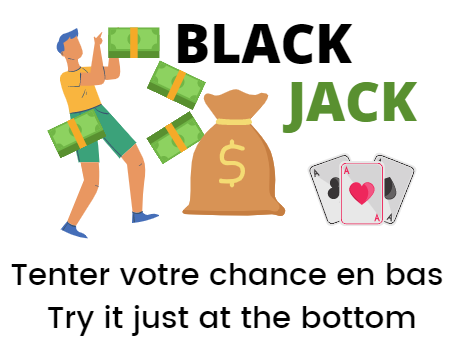 BLACK
JACK
$
A A A
A A
Tenter votre chance en bas
Try it just at the bottom